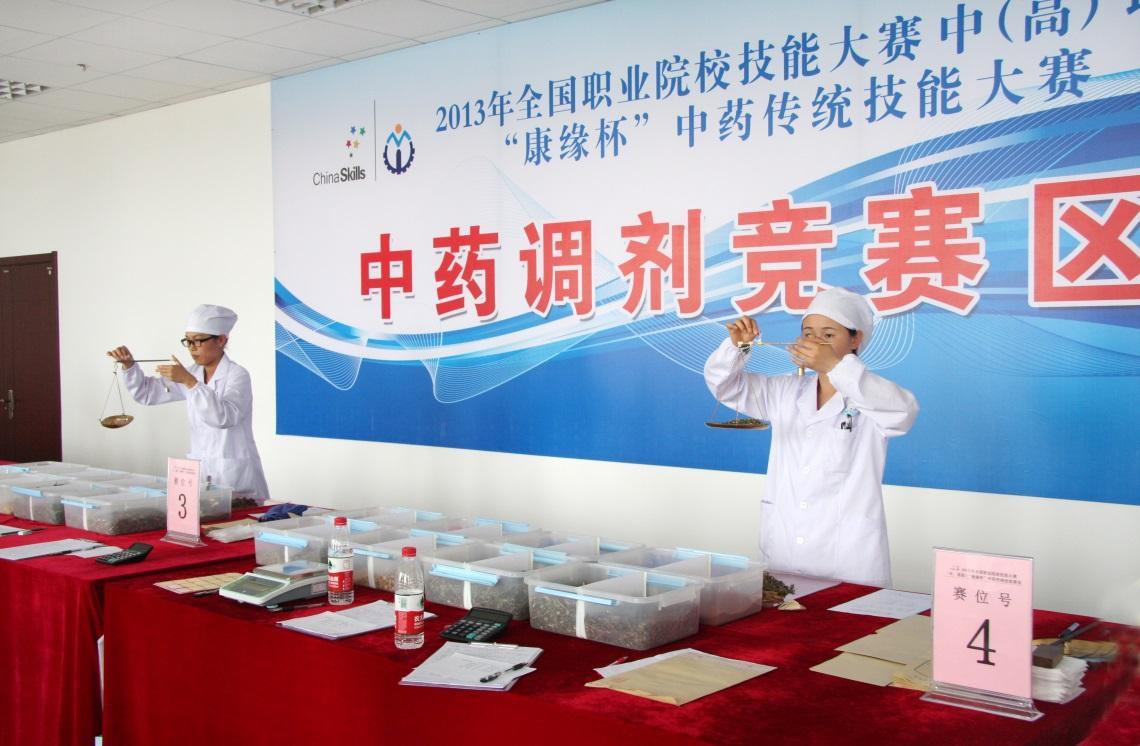 2013年全国职业院校技能大赛 中(高)
“康缘杯”中药传统技能大赛
ChinaSkills
中药调剂竞赛区
赛位号
3
赛位号
4